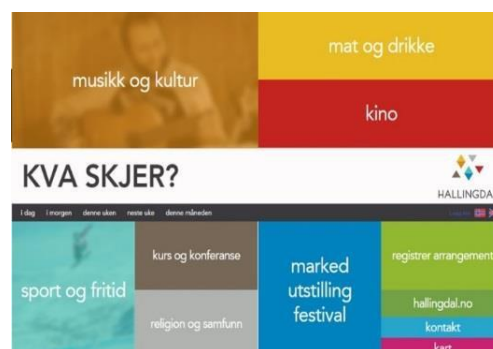 musikk og kultur
mat og drikke
kino
KVA SKJER?
HALLINGDA
I dag
I morgen
denne uken
neste uke
denne måneden
sport og fritid
kurs og konferanse
religion og samfunn
marked
utstilling
festival
registrer arrangement
hallingdal.no
kontakt
kart